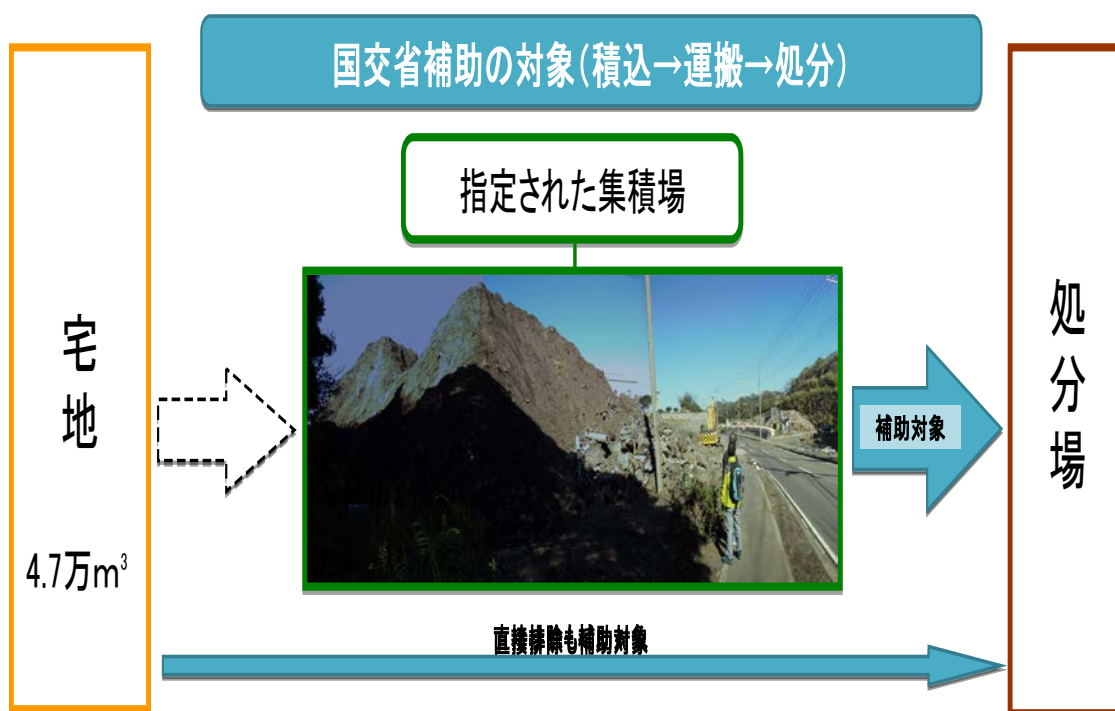 国交省補助の対象(積込→運搬→処分)
指定された集積場
宅地
4.7万m³
補助対象
処分場
直接排除も補助対象